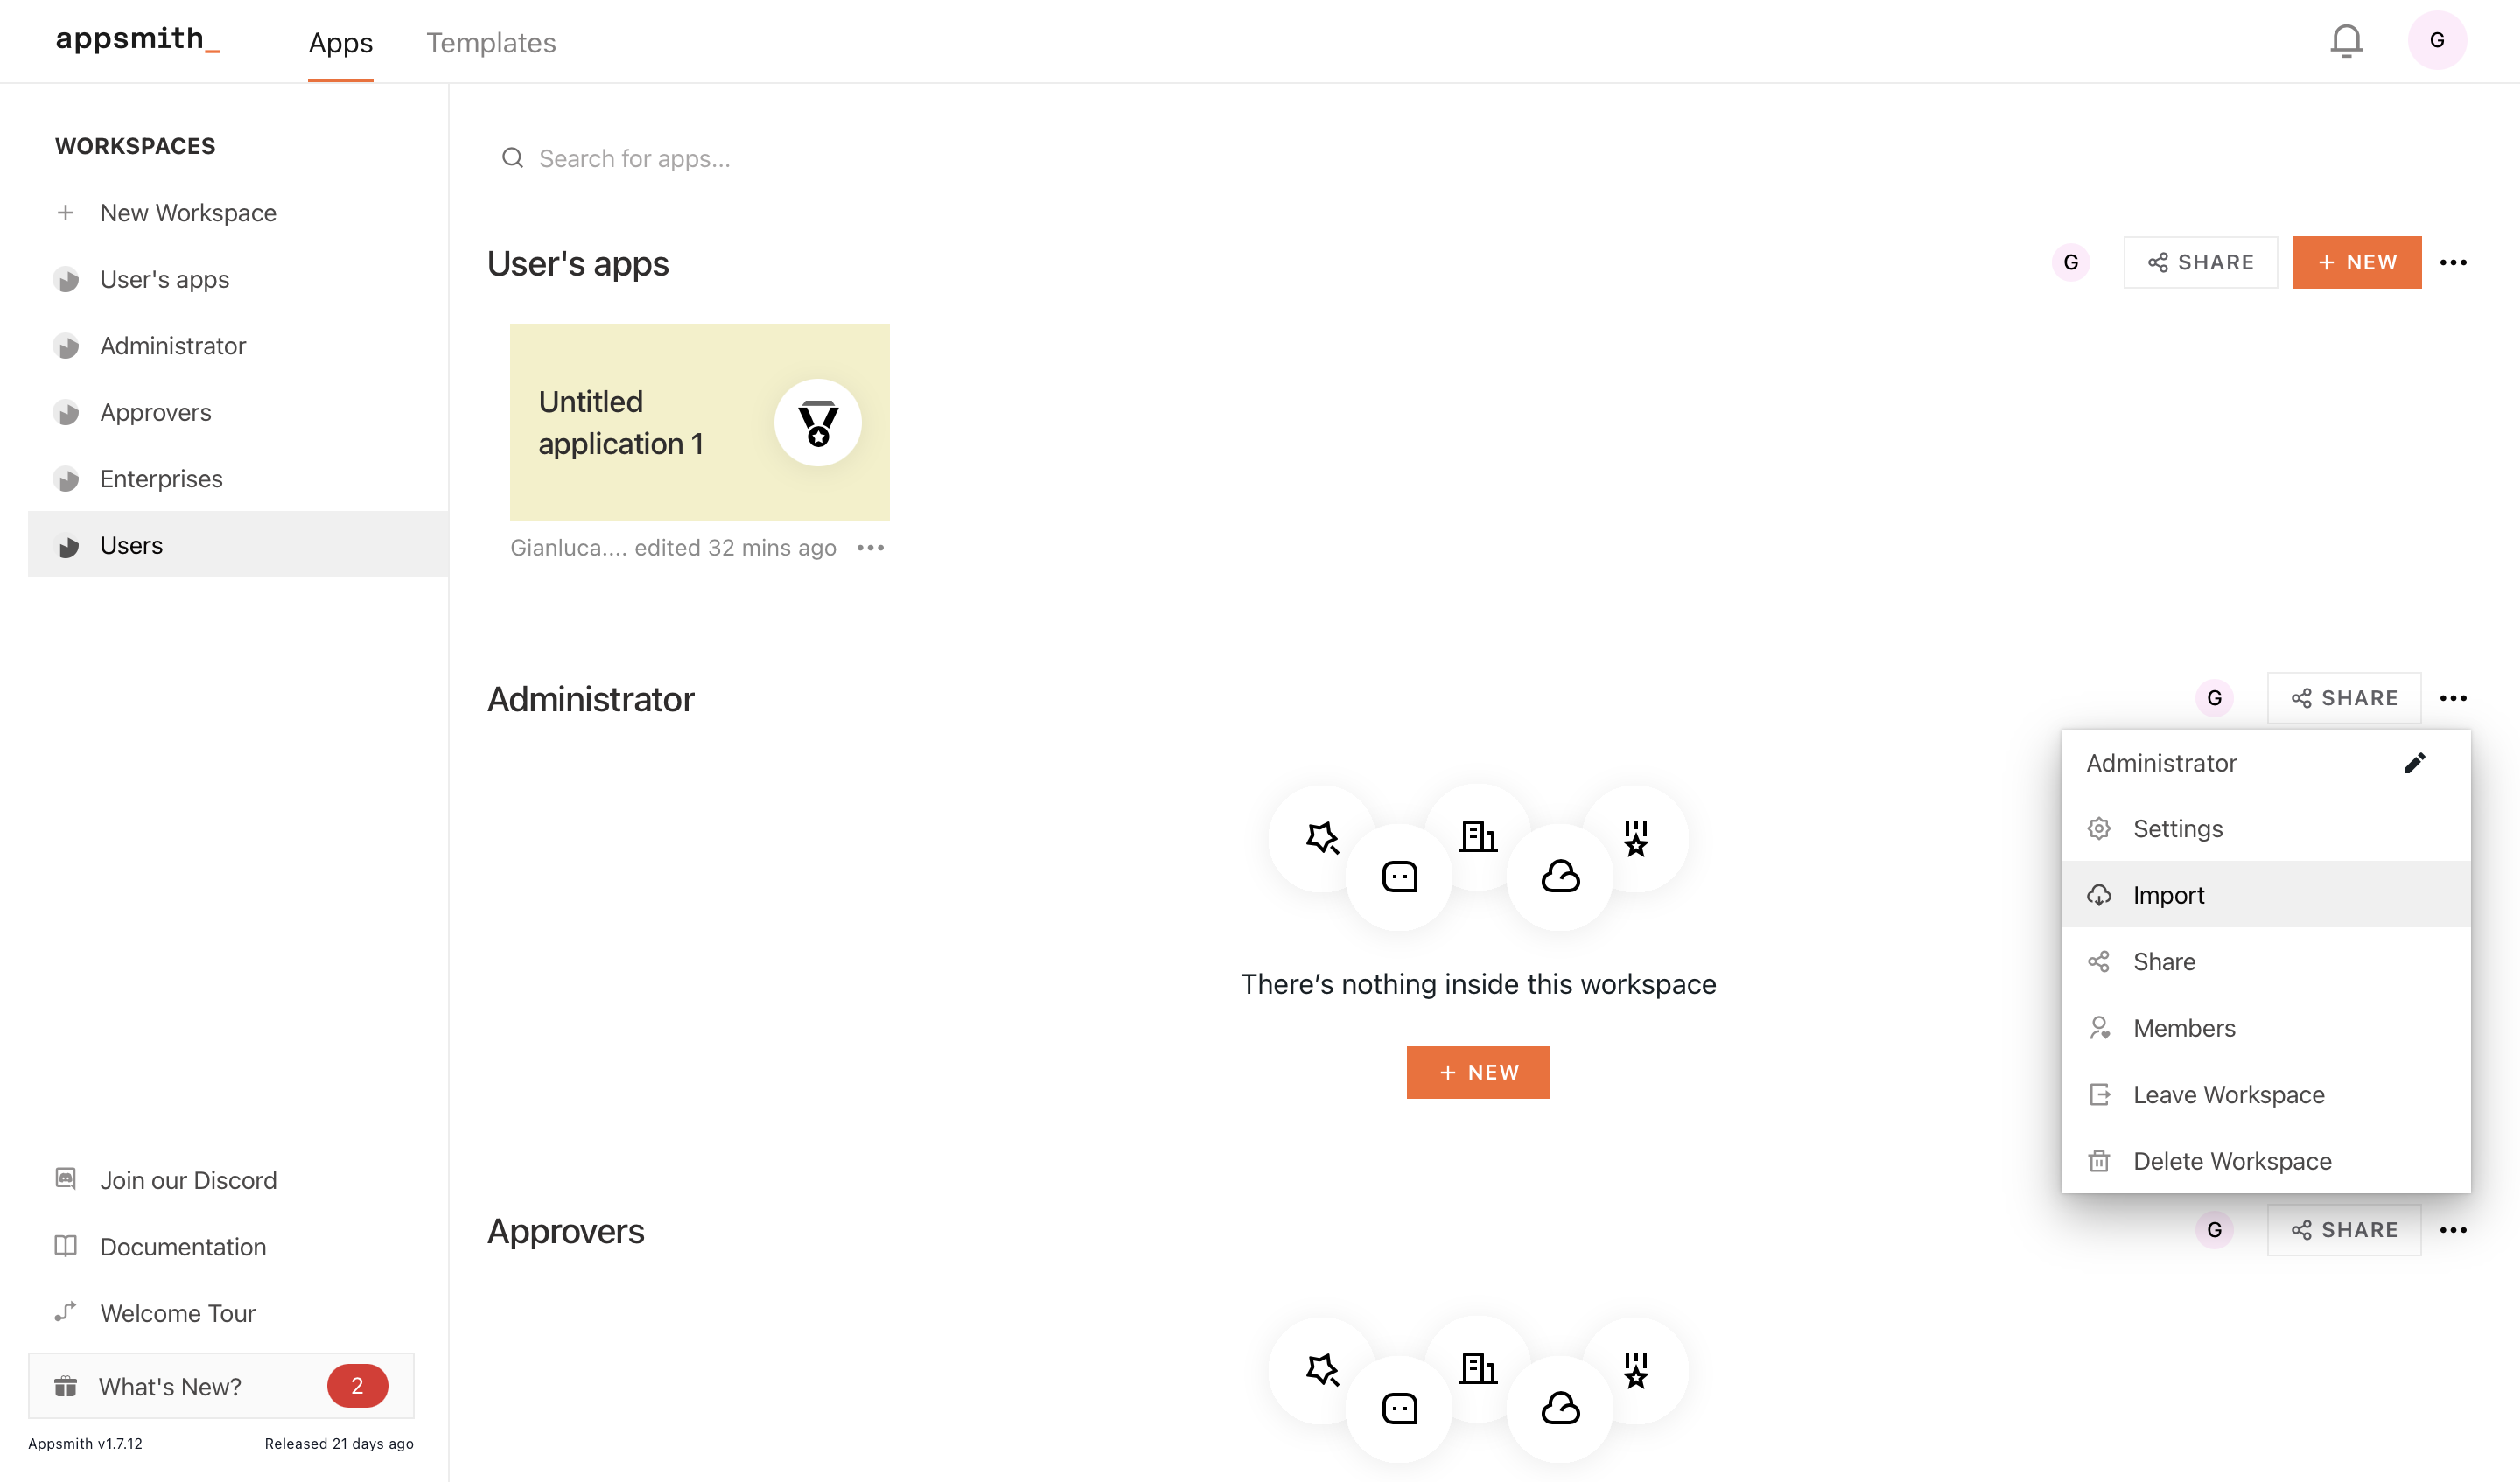 appsmith_
Apps
Templates
G
WORKSPACES
New Workspace
User's apps
Administrator
Approvers
Enterprises
Users
Join our Discord
Documentation
Welcome Tour
What's New?
2
Appsmith v1.7.12
Released 21 days ago
Search for apps...
User's apps
G
SHARE
+ NEW
Untitled
application 1
Gianluca.... edited 32 mins ago
Administrator
G
SHARE
Administrator
Settings
Import
Share
Members
Leave Workspace
Delete Workspace
There’s nothing inside this workspace
+ NEW
Approvers
G
SHARE